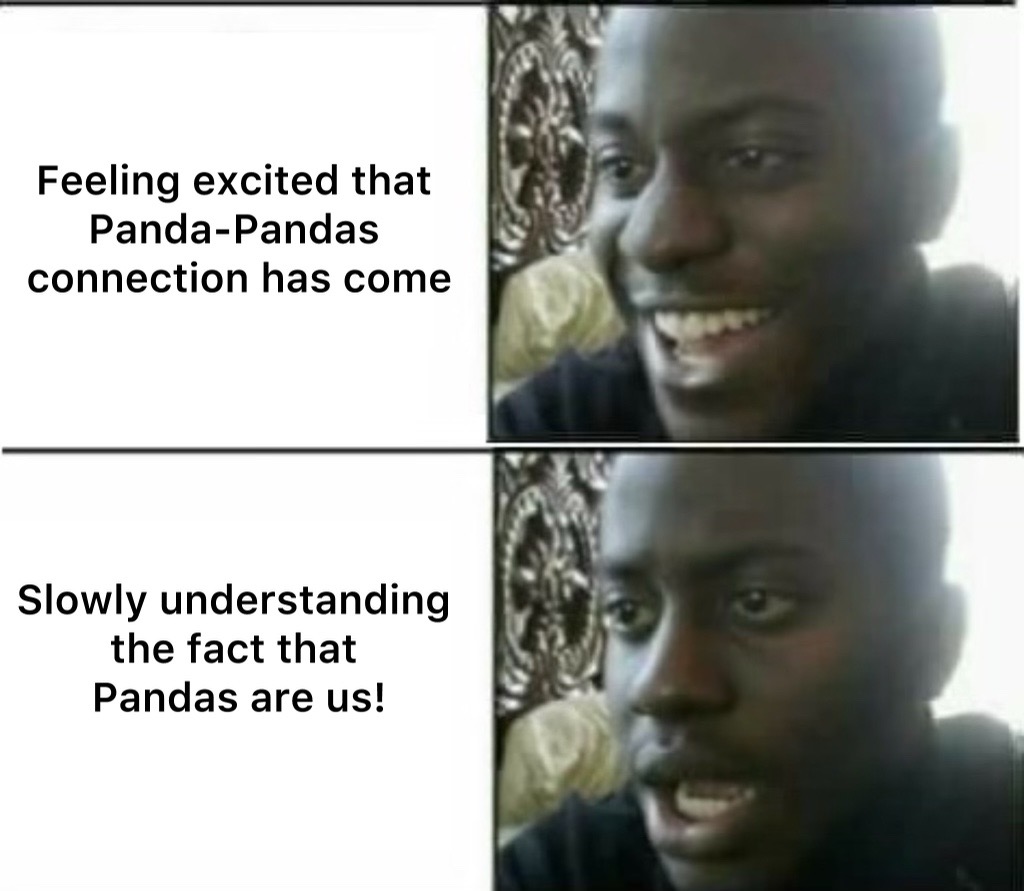 Feeling excited that
Panda-Pandas
connection has come
Slowly understanding
the fact that
Pandas are us!